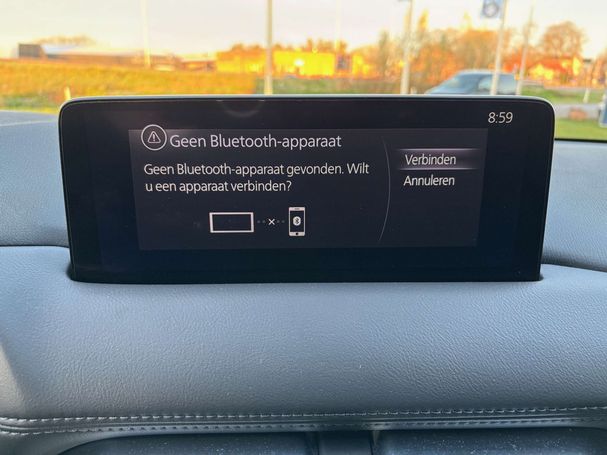 8:59
Geen Bluetooth-apparaat
Geen Bluetooth-apparaat gevonden. Wilt
u een apparaat verbinden?
Verbinden
Annuleren